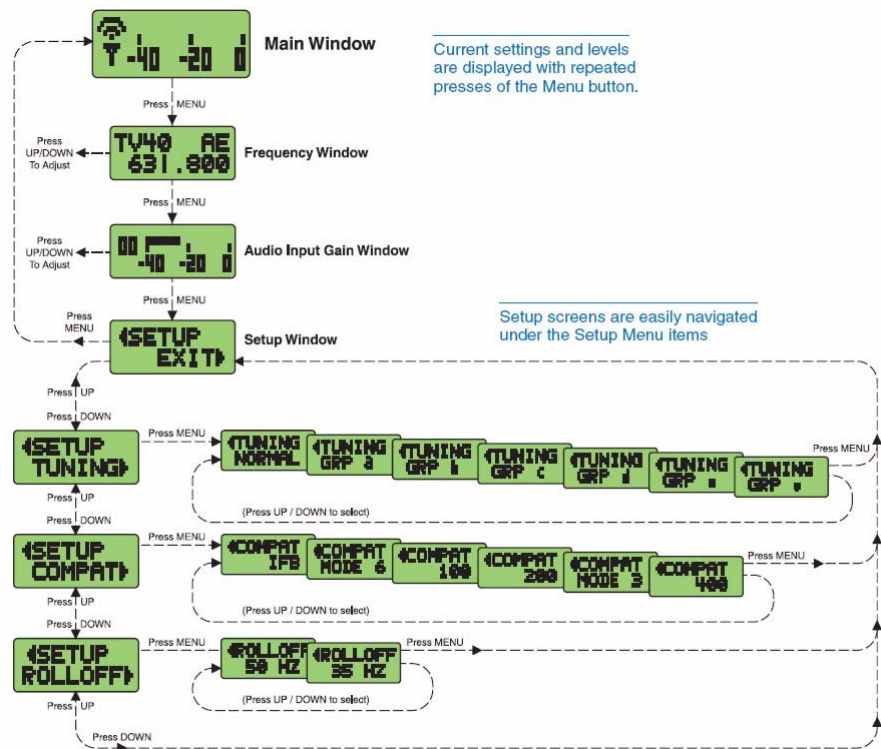 -40 -20 0
Main Window
Current settings and levels
are displayed with repeated
presses of the Menu button.
Press MENU
Press
UP/DOWN
To Adjust
TV40 AE
631.800
Frequency Window
Press MENU
Press
UP/DOWN
To Adjust
00
-40 -20 0
Audio Input Gain Window
Press MENU
Press
MENU
SETUP
EXIT
Setup Window
Setup screens are easily navigated
under the Setup Menu items
Press UP
Press DOWN
SETUP
TUNING
Press MENU
TUNING
NORMAL
TUNING
GRP a
TUNING
GRP b
TUNING
GRP c
TUNING
GRP d
TUNING
GRP
TUNING
GRP
Press MENU
(Press UP / DOWN to select)
Press UP
Press DOWN
SETUP
COMPAT
Press MENU
COMPAT
IFB
COMPAT
MODE 6
COMPAT
100
COMPAT
200
COMPAT
MODE 3
COMPAT
400
Press MENU
(Press UP / DOWN to select)
Press UP
Press DOWN
SETUP
ROLLOFF
Press MENU
ROLLOFF
50 HZ
ROLLOFF
35 HZ
Press MENU
(Press UP / DOWN to select)
Press UP
Press DOWN